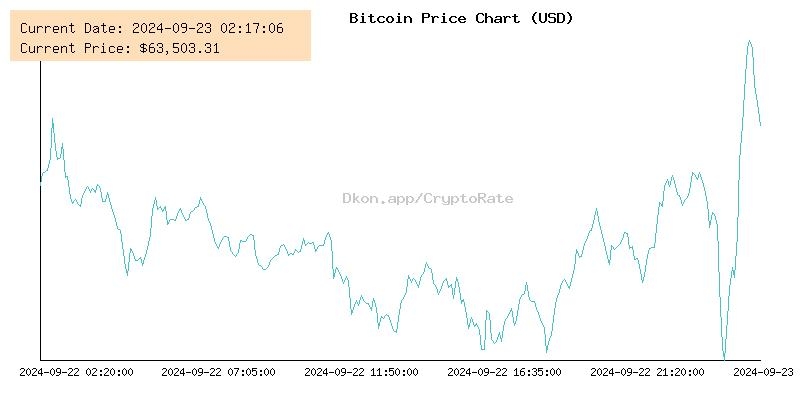 Bitcoin Price Chart (USD)
Current Date: 2024-09-23 02:17:06
Current Price: $63,503.31
Dkon.app/CryptoRate
2024-09-22 02:20:00 2024-09-22 07:05:00 2024-09-22 11:50:00 2024-09-22 16:35:00 2024-09-22 21:20:00 2024-09-23